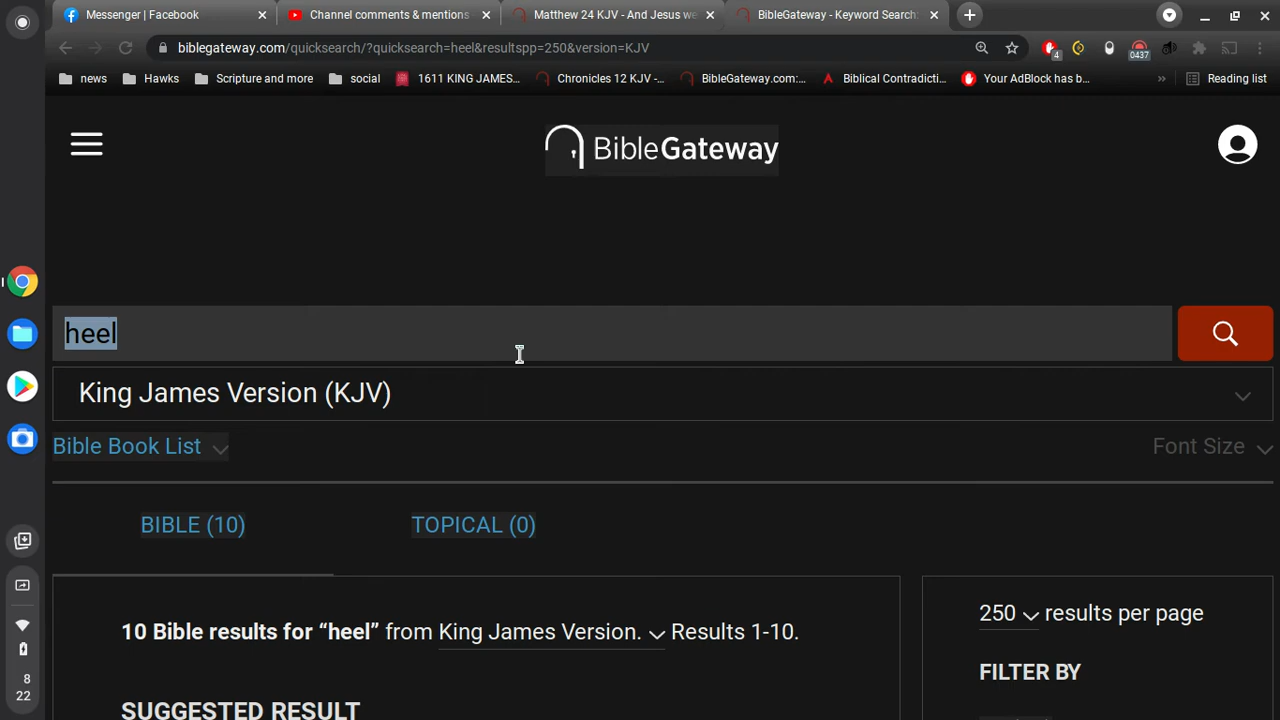 Messenger | Facebook
Channel comments & mentions
Matthew 24 KJV - And Jesus we
BibleGateway - Keyword Search:
biblegateway.com/quicksearch/?quicksearch=heel&resultspp=250&version=KJV
4
0437
news
Hawks
Scripture and more
social
1611 KING JAMES...
Chronicles 12 KJV -...
BibleGateway.com:...
Biblical Contradicti...
Your AdBlock has b...
»
Reading list
BibleGateway
heel
King James Version (KJV)
Bible Book List
Font Size
BIBLE (10)
TOPICAL (0)
10 Bible results for “heel” from King James Version. Results 1-10.
250 results per page
FILTER BY
SUGGESTED RESULT
8
22